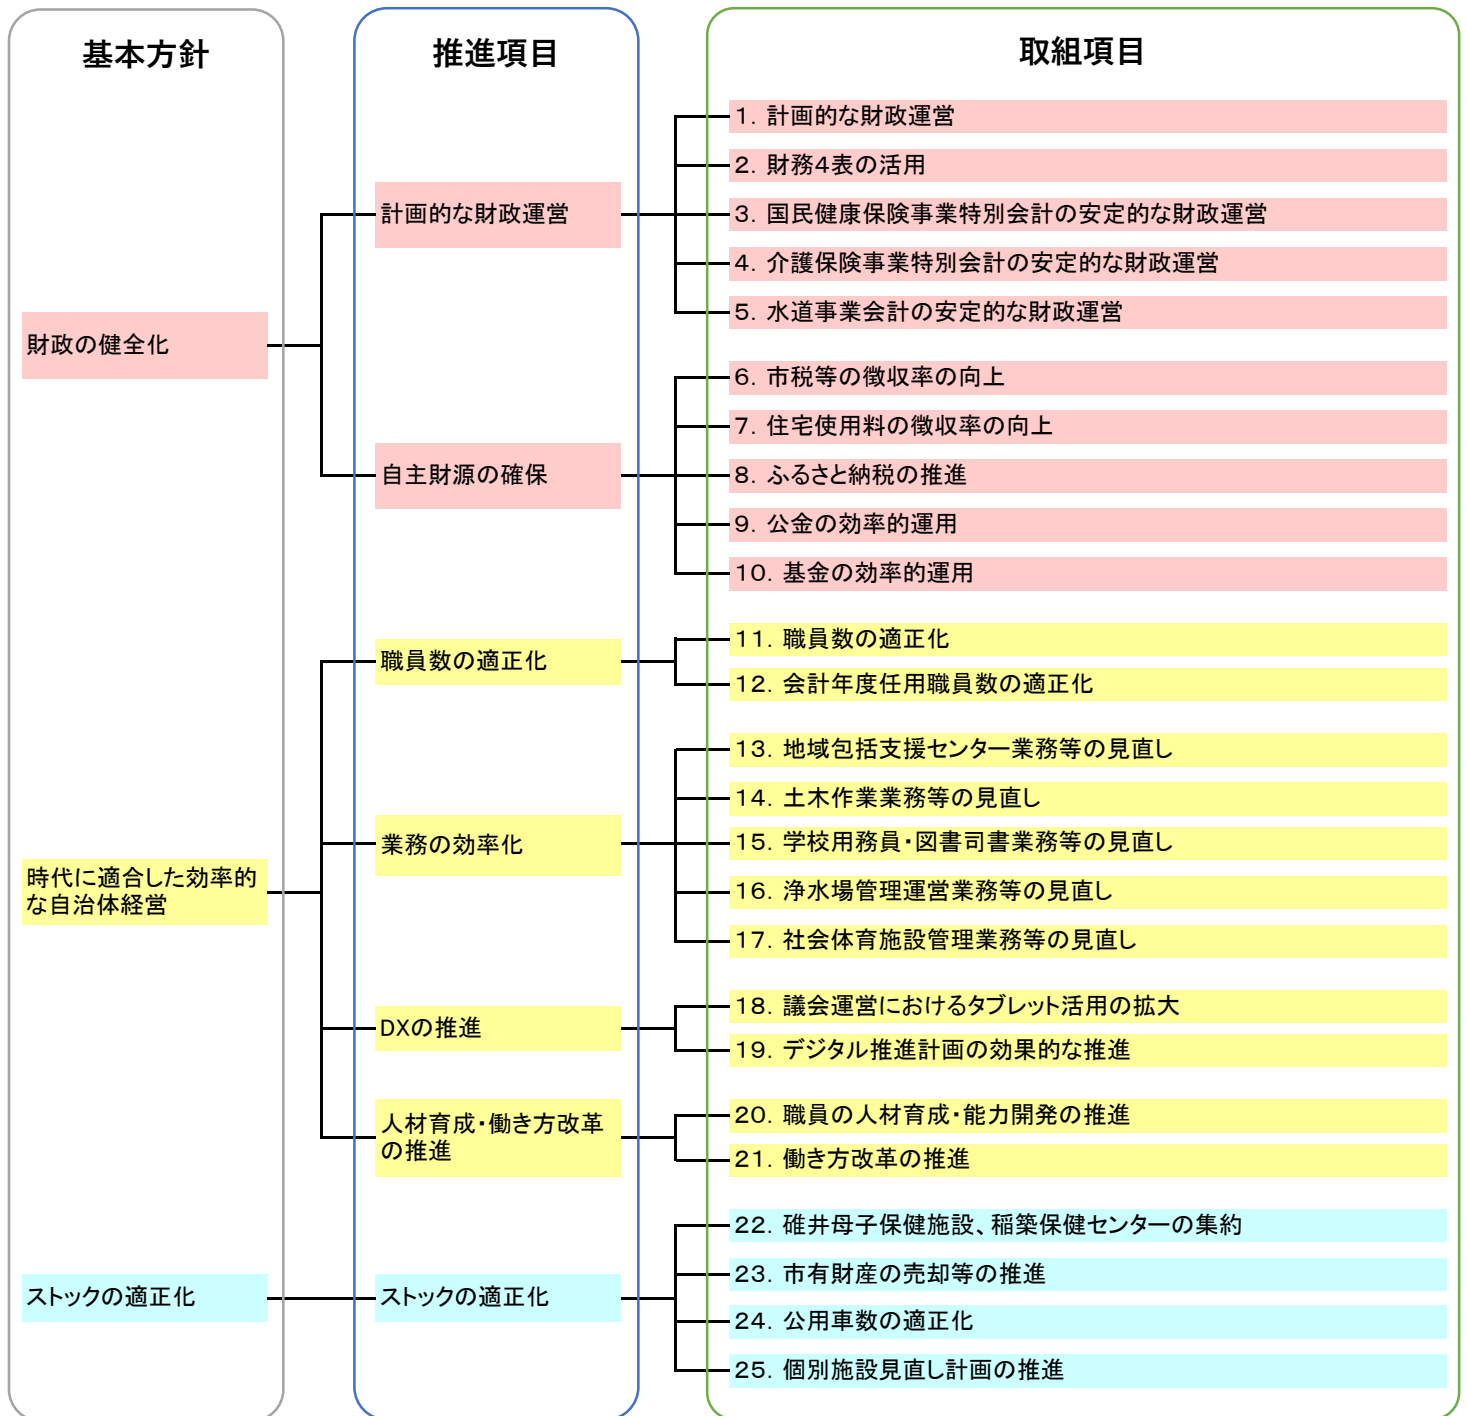 基本方針
推進項目
取組項目
財政の健全化
計画的な財政運営
1. 計画的な財政運営
2. 財務4表の活用
3. 国民健康保険事業特別会計の安定的な財政運営
4. 介護保険事業特別会計の安定的な財政運営
5. 水道事業会計の安定的な財政運営
自主財源の確保
6. 市税等の徴収率の向上
7. 住宅使用料の徴収率の向上
8. ふるさと納税の推進
9. 公金の効率的運用
10. 基金の効率的運用
時代に適合した効率的
な自治体経営
職員数の適正化
11. 職員数の適正化
12. 会計年度任用職員数の適正化
業務の効率化
13. 地域包括支援センター業務等の見直し
14. 土木作業業務等の見直し
15. 学校用務員・図書司書業務等の見直し
16. 浄水場管理運営業務等の見直し
17. 社会体育施設管理業務等の見直し
DXの推進
18. 議会運営におけるタブレット活用の拡大
19. デジタル推進計画の効果的な推進
人材育成・働き方改革
の推進
20. 職員の人材育成・能力開発の推進
21. 働き方改革の推進
ストックの適正化
ストックの適正化
22. 碓井母子保健施設、稲築保健センターの集約
23. 市有財産の売却等の推進
24. 公用車数の適正化
25. 個別施設見直し計画の推進